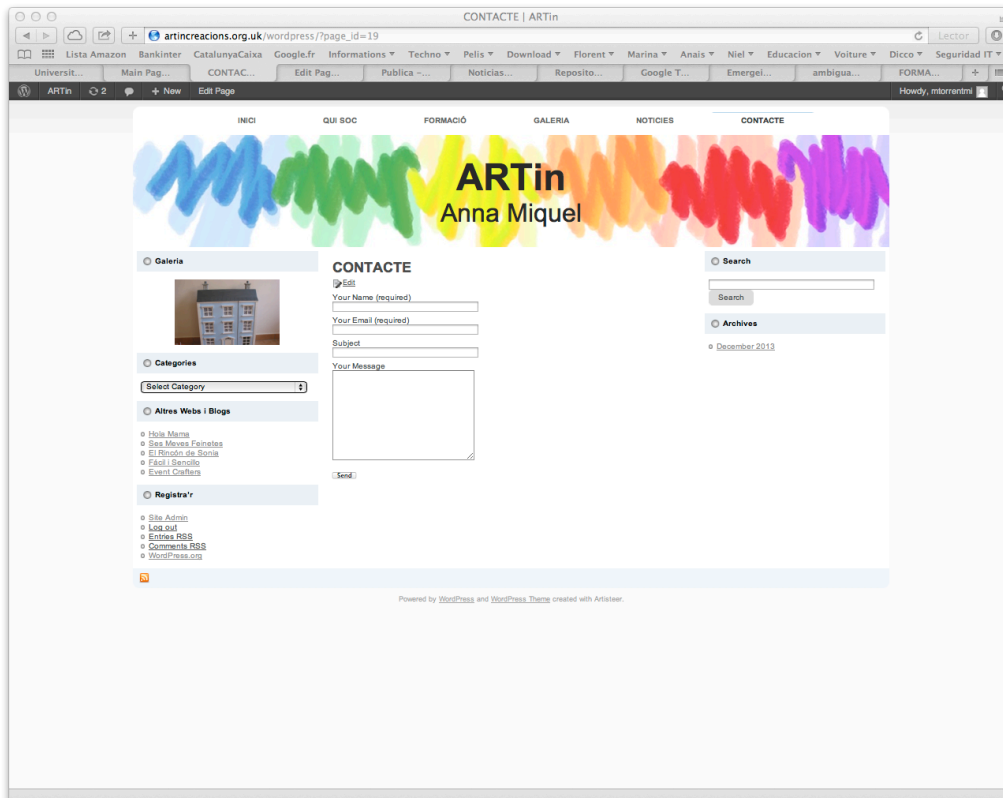 CONTACTE | ARTin
artincreacions.org.uk/wordpress/?page_id=19
Lector
Lista Amazon Bankinter CatalunyaCaixa Google.fr Informations Techno Pelis Download Florent Marina Anais Niel Educacion Voiture Dicco Seguridad IT
Universit... Main Pag... CONTAC... Edit Pag... Publica -... Noticias... Reposito... Google T... Emergei... ambigua... FORMA...
ARTin 2 + New Edit Page Howdy, mtorrentmi
INICI QUI SOC FORMACIÓ GALERIA NOTICIES CONTACTE
ARTin
Anna Miquel
Galeria
Categories
Select Category
Altres Webs i Blogs
Hola Mama
Ses Meves Feinetes
El Rincón de Sonia
Fàcil i Sencillo
Event Crafters
Registra'r
Site Admin
Log out
Entries RSS
Comments RSS
WordPress.org
CONTACTE
Edit
Your Name (required)
Your Email (required)
Subject
Your Message
Send
Search
Search
Archives
December 2013
Powered by WordPress and WordPress Theme created with Artisteer.